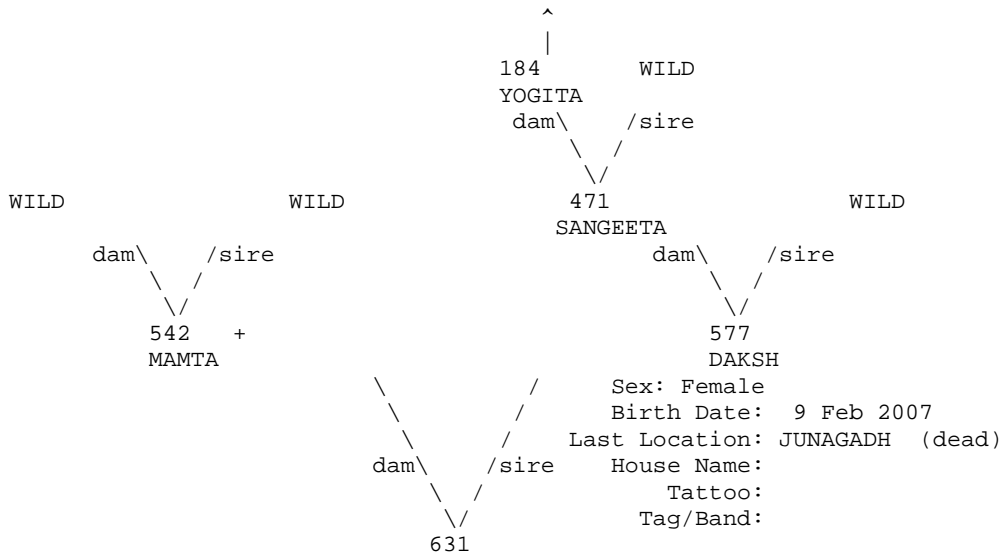 ^
|
184 WILD
YOGITA
dam\ /sire
\ /
\/
WILD WILD 471 WILD
SANGEETA
dam\ /sire dam\ /sire
\ / \ /
\/ \/
542 + 577
MAMTA DAKSH
\ / Sex: Female
\ / Birth Date: 9 Feb 2007
\ / Last Location: JUNAGADH (dead)
dam\ /sire House Name:
\ / Tattoo:
\/ Tag/Band:
631